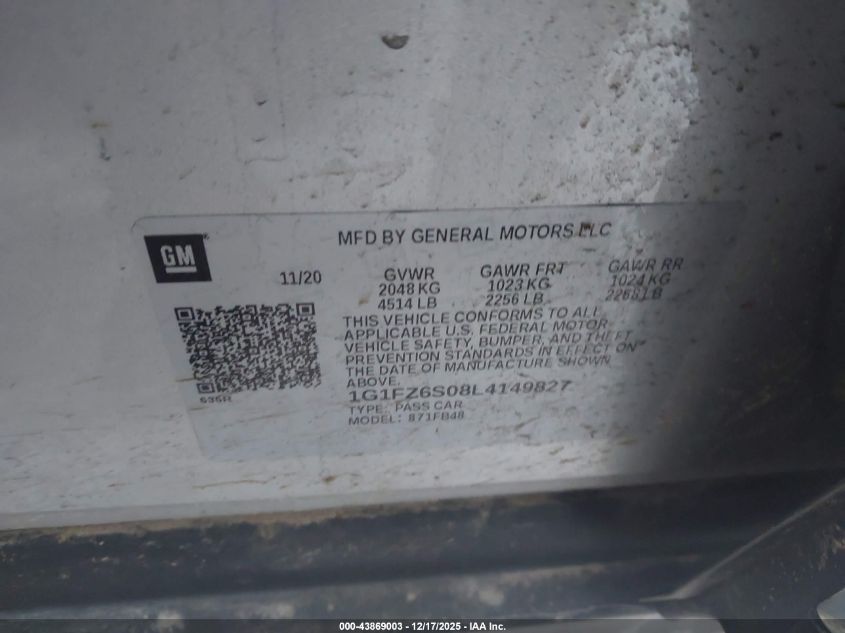 GM
MFD BY GENERAL MOTORS LLC
11/20
GVWR GAWR FRT GAWR RR
2048 KG 1023 KG 1024 KG
4514 LB 2256 LB LB
THIS VEHICLE CONFORMS TO ALL
APPLICABLE U.S. FEDERAL MOTOR
VEHICLE SAFETY, BUMPER, AND THEFT
PREVENTION STANDARDS IN EFFECT ON
THE DATE OF MANUFACTURE SHOWN
ABOVE.
635R
1G1FZ6S08L4149827
TYPE: PASS CAR
MODEL: 871FB48
000-43869003 - 12/17/2025 - IAA Inc.